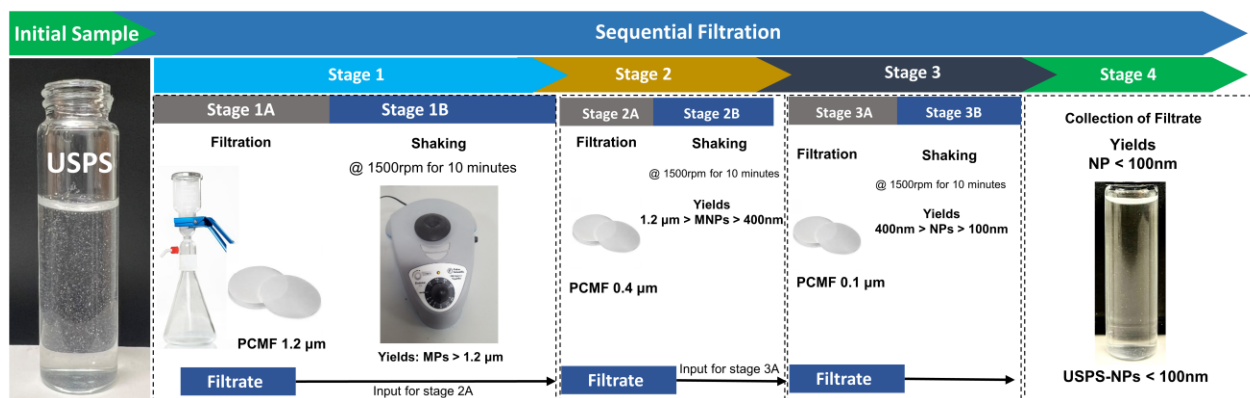 Initial Sample
Sequential Filtration
Stage 1
Stage 2
Stage 3
Stage 4
USPS
Stage 1A
Stage 1B
Filtration
Shaking
@ 1500rpm for 10 minutes
PCMF 1.2 µm
Yields: MPs > 1.2 µm
Filtrate
Input for stage 2A
Stage 2A
Stage 2B
Filtration
Shaking
@ 1500rpm for 10 minutes
Yields
1.2 µm > MNPs > 400nm
PCMF 0.4 µm
Filtrate
Input for stage 3A
Stage 3A
Stage 3B
Filtration
Shaking
@ 1500rpm for 10 minutes
Yields
400nm > NPs > 100nm
PCMF 0.1 µm
Filtrate
Collection of Filtrate
Yields
NP < 100nm
USPS-NPs < 100nm